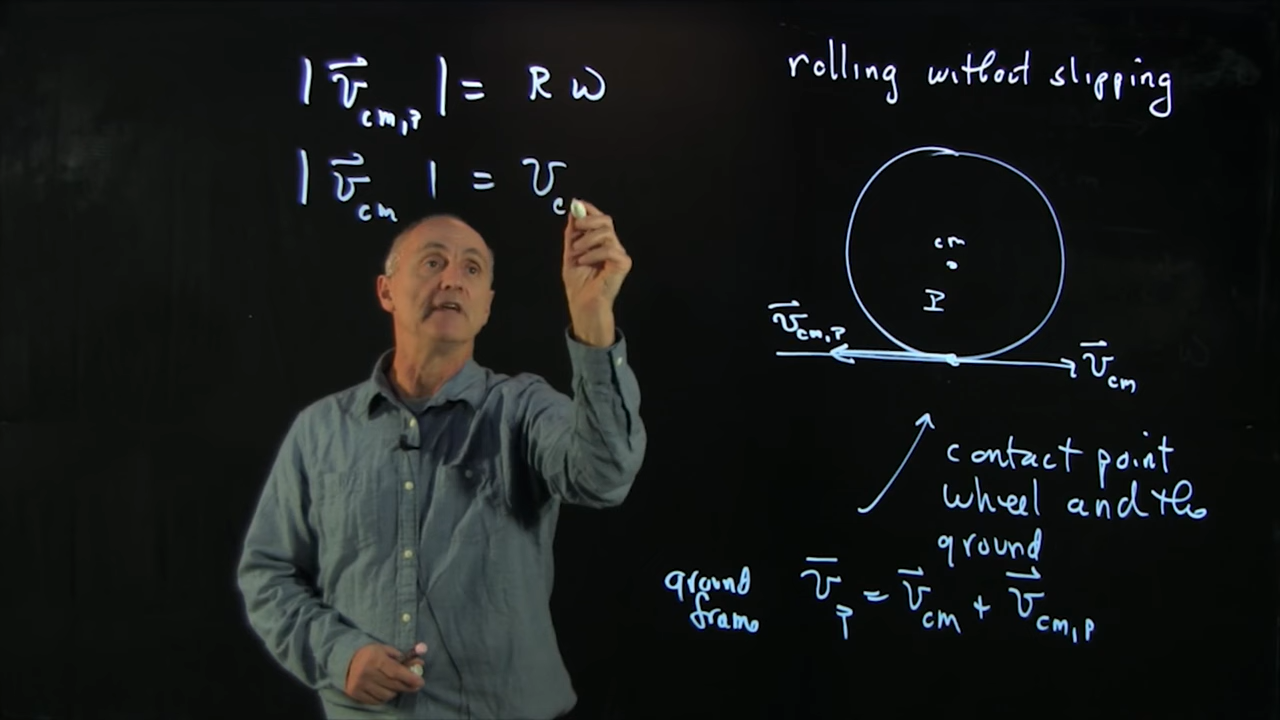 |v⃗cm,P| = R ω
|v⃗cm| = vc
rolling without slipping
cm
P
v⃗cm,P
v⃗cm
contact point
wheel and the
ground
ground
frame
v⃗P = v⃗cm + v⃗cm,P